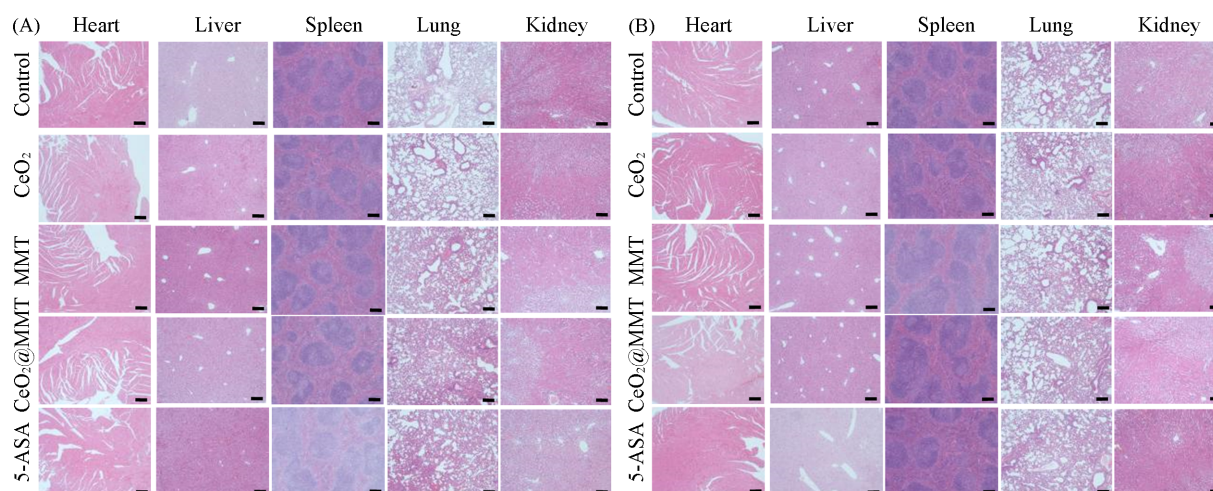 (A) Heart Liver Spleen Lung Kidney (B) Heart Liver Spleen Lung Kidney
Control Control
CeO₂ CeO₂
MMT MMT
CeO₂@MMT CeO₂@MMT
5-ASA 5-ASA